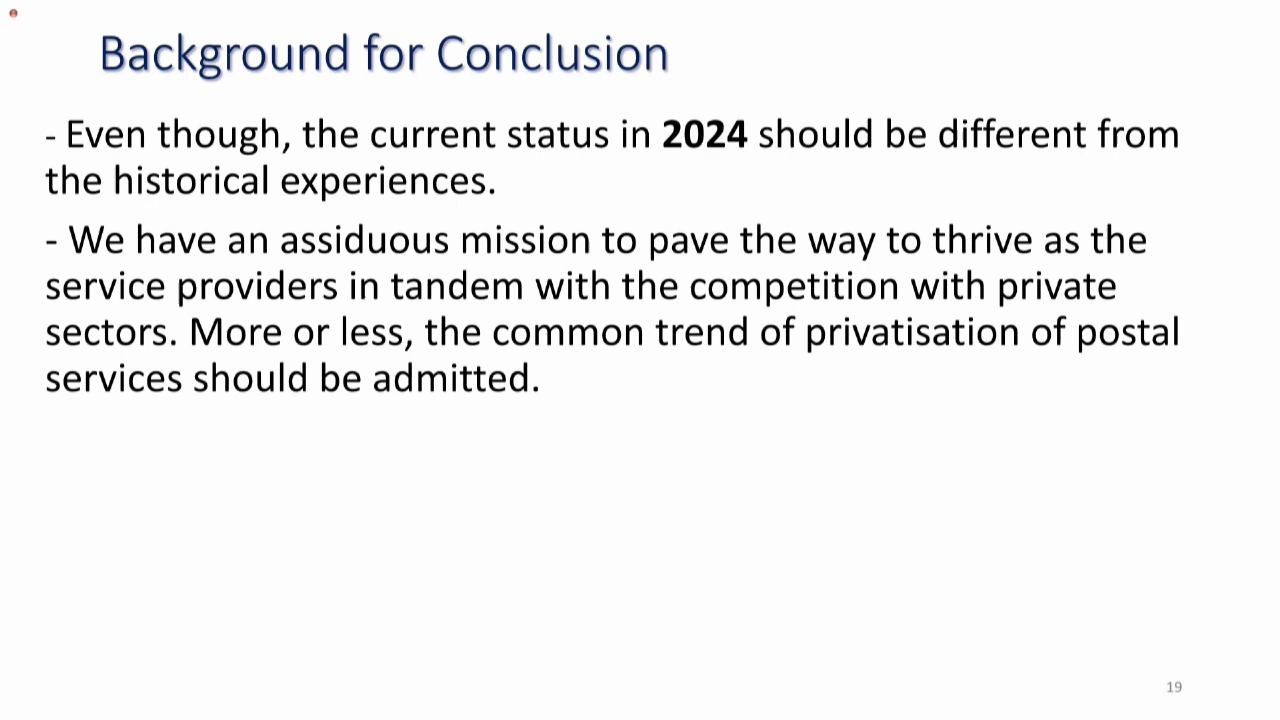 Background for Conclusion
- Even though, the current status in 2024 should be different from
the historical experiences.
- We have an assiduous mission to pave the way to thrive as the
service providers in tandem with the competition with private
sectors. More or less, the common trend of privatisation of postal
services should be admitted.
19